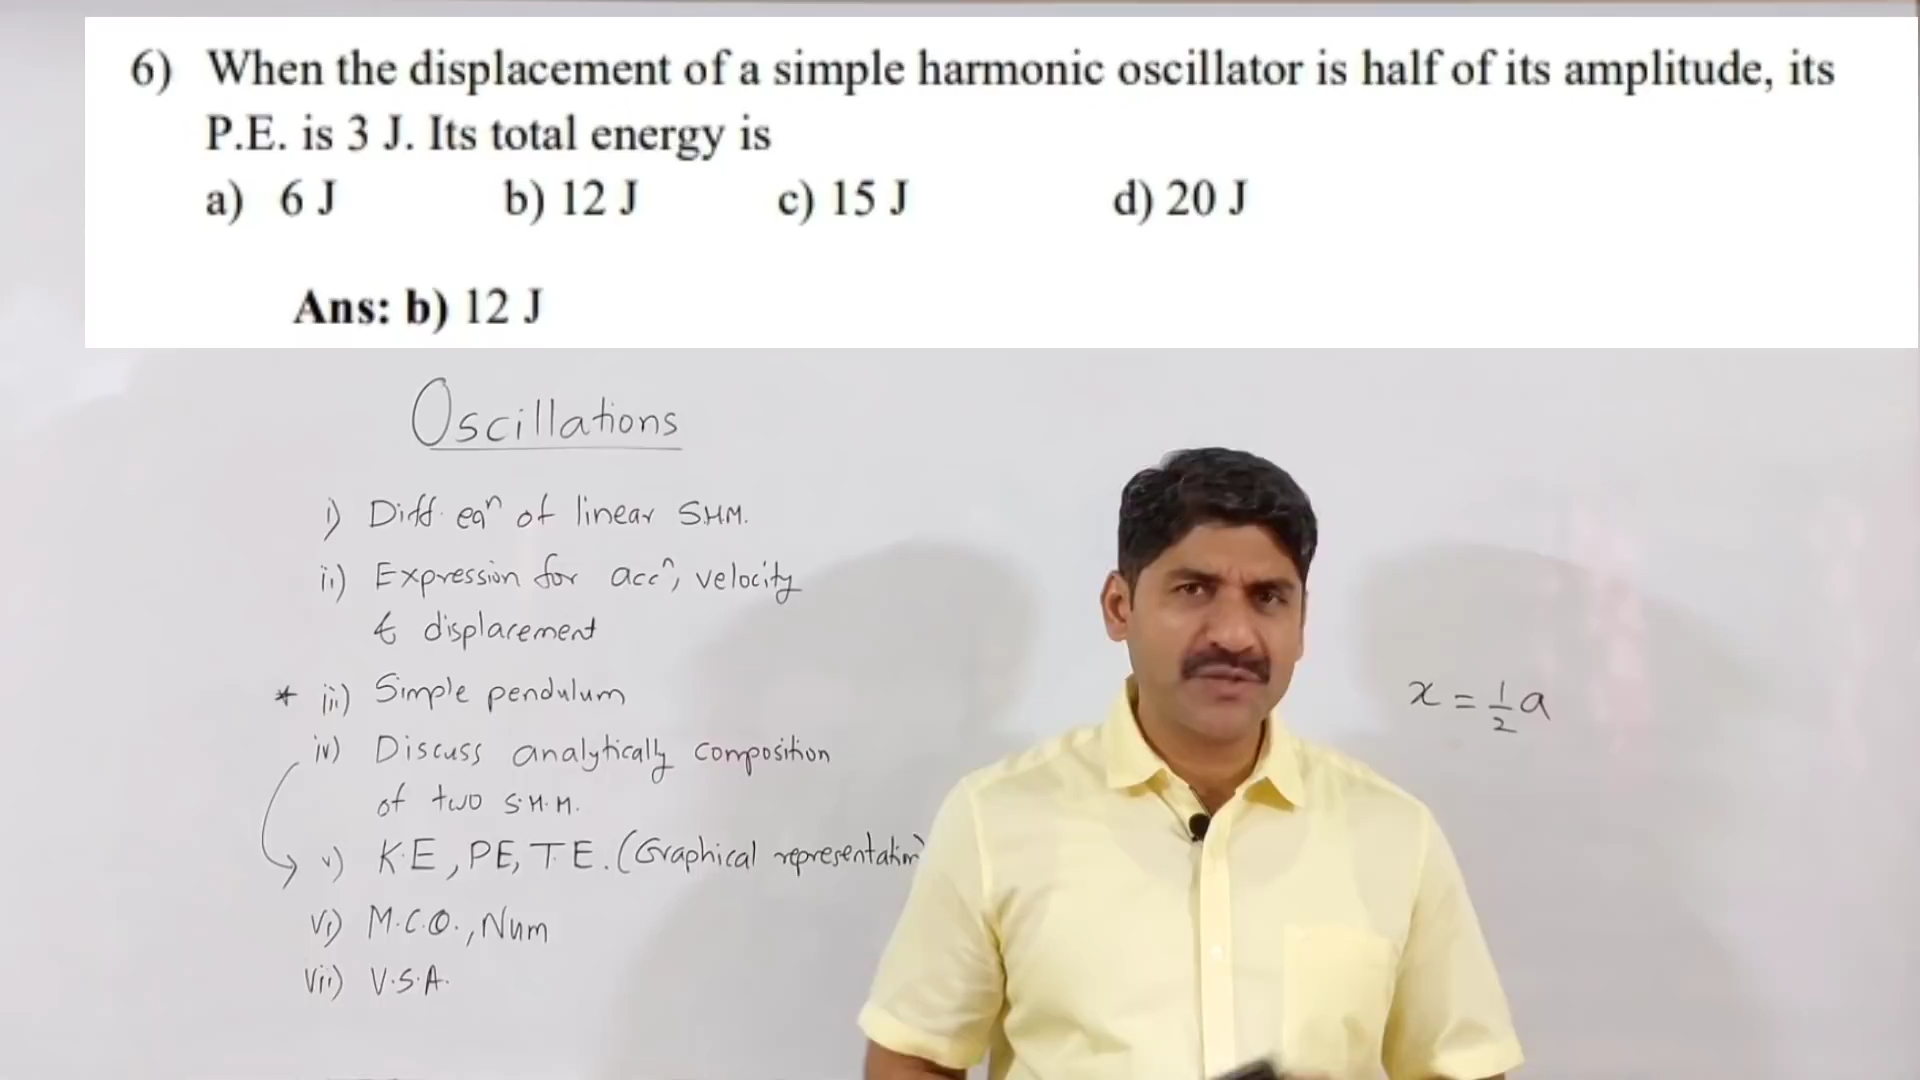 6) When the displacement of a simple harmonic oscillator is half of its amplitude, its
P.E. is 3 J. Its total energy is
a) 6 J b) 12 J c) 15 J d) 20 J
Ans: b) 12 J
Oscillations
i) Diff. eqⁿ of linear S.H.M.
ii) Expression for accⁿ, velocity
& displacement
* iii) Simple pendulum
x = 1/2 a
iv) Discuss analytically composition
of two S.H.M.
v) K.E, PE, T.E. (Graphical representation)
vi) M.C.Q., Num
vii) V.S.A.